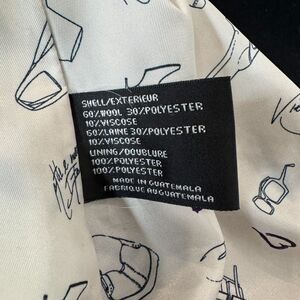 SHELL/EXTERIEUR
60%WOOL 30%POLYESTER
10%VISCOSE
60%LAINE 30%POLYESTER
10%VISCOSE
LINING/DOUBLURE
100%POLYESTER
100%POLYESTER
MADE IN GUATEMALA
FABRIQUE AU GUATEMALA